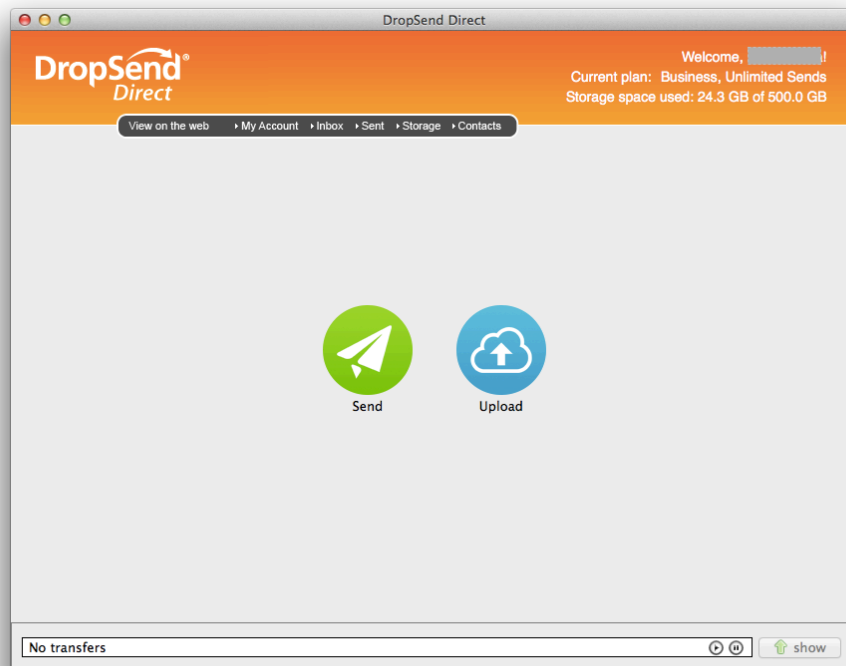 DropSend Direct
DropSend®
Direct
Welcome, !
Current plan: Business, Unlimited Sends
Storage space used: 24.3 GB of 500.0 GB
View on the web My Account Inbox Sent Storage Contacts
Send Upload
No transfers show